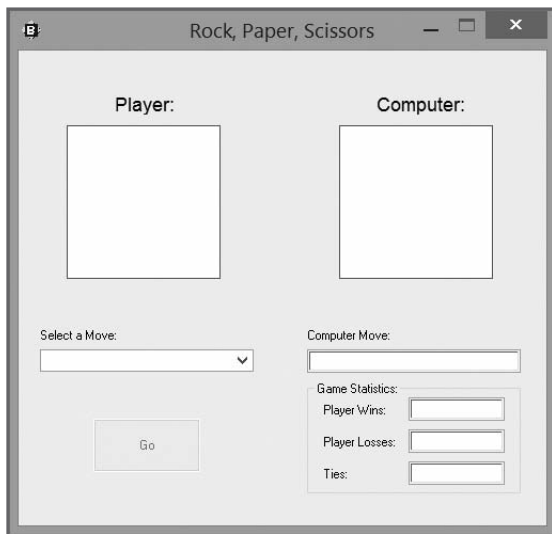 B
Rock, Paper, Scissors
Player:
Computer:
Select a Move:
Computer Move:
Go
Game Statistics:
Player Wins:
Player Losses:
Ties: